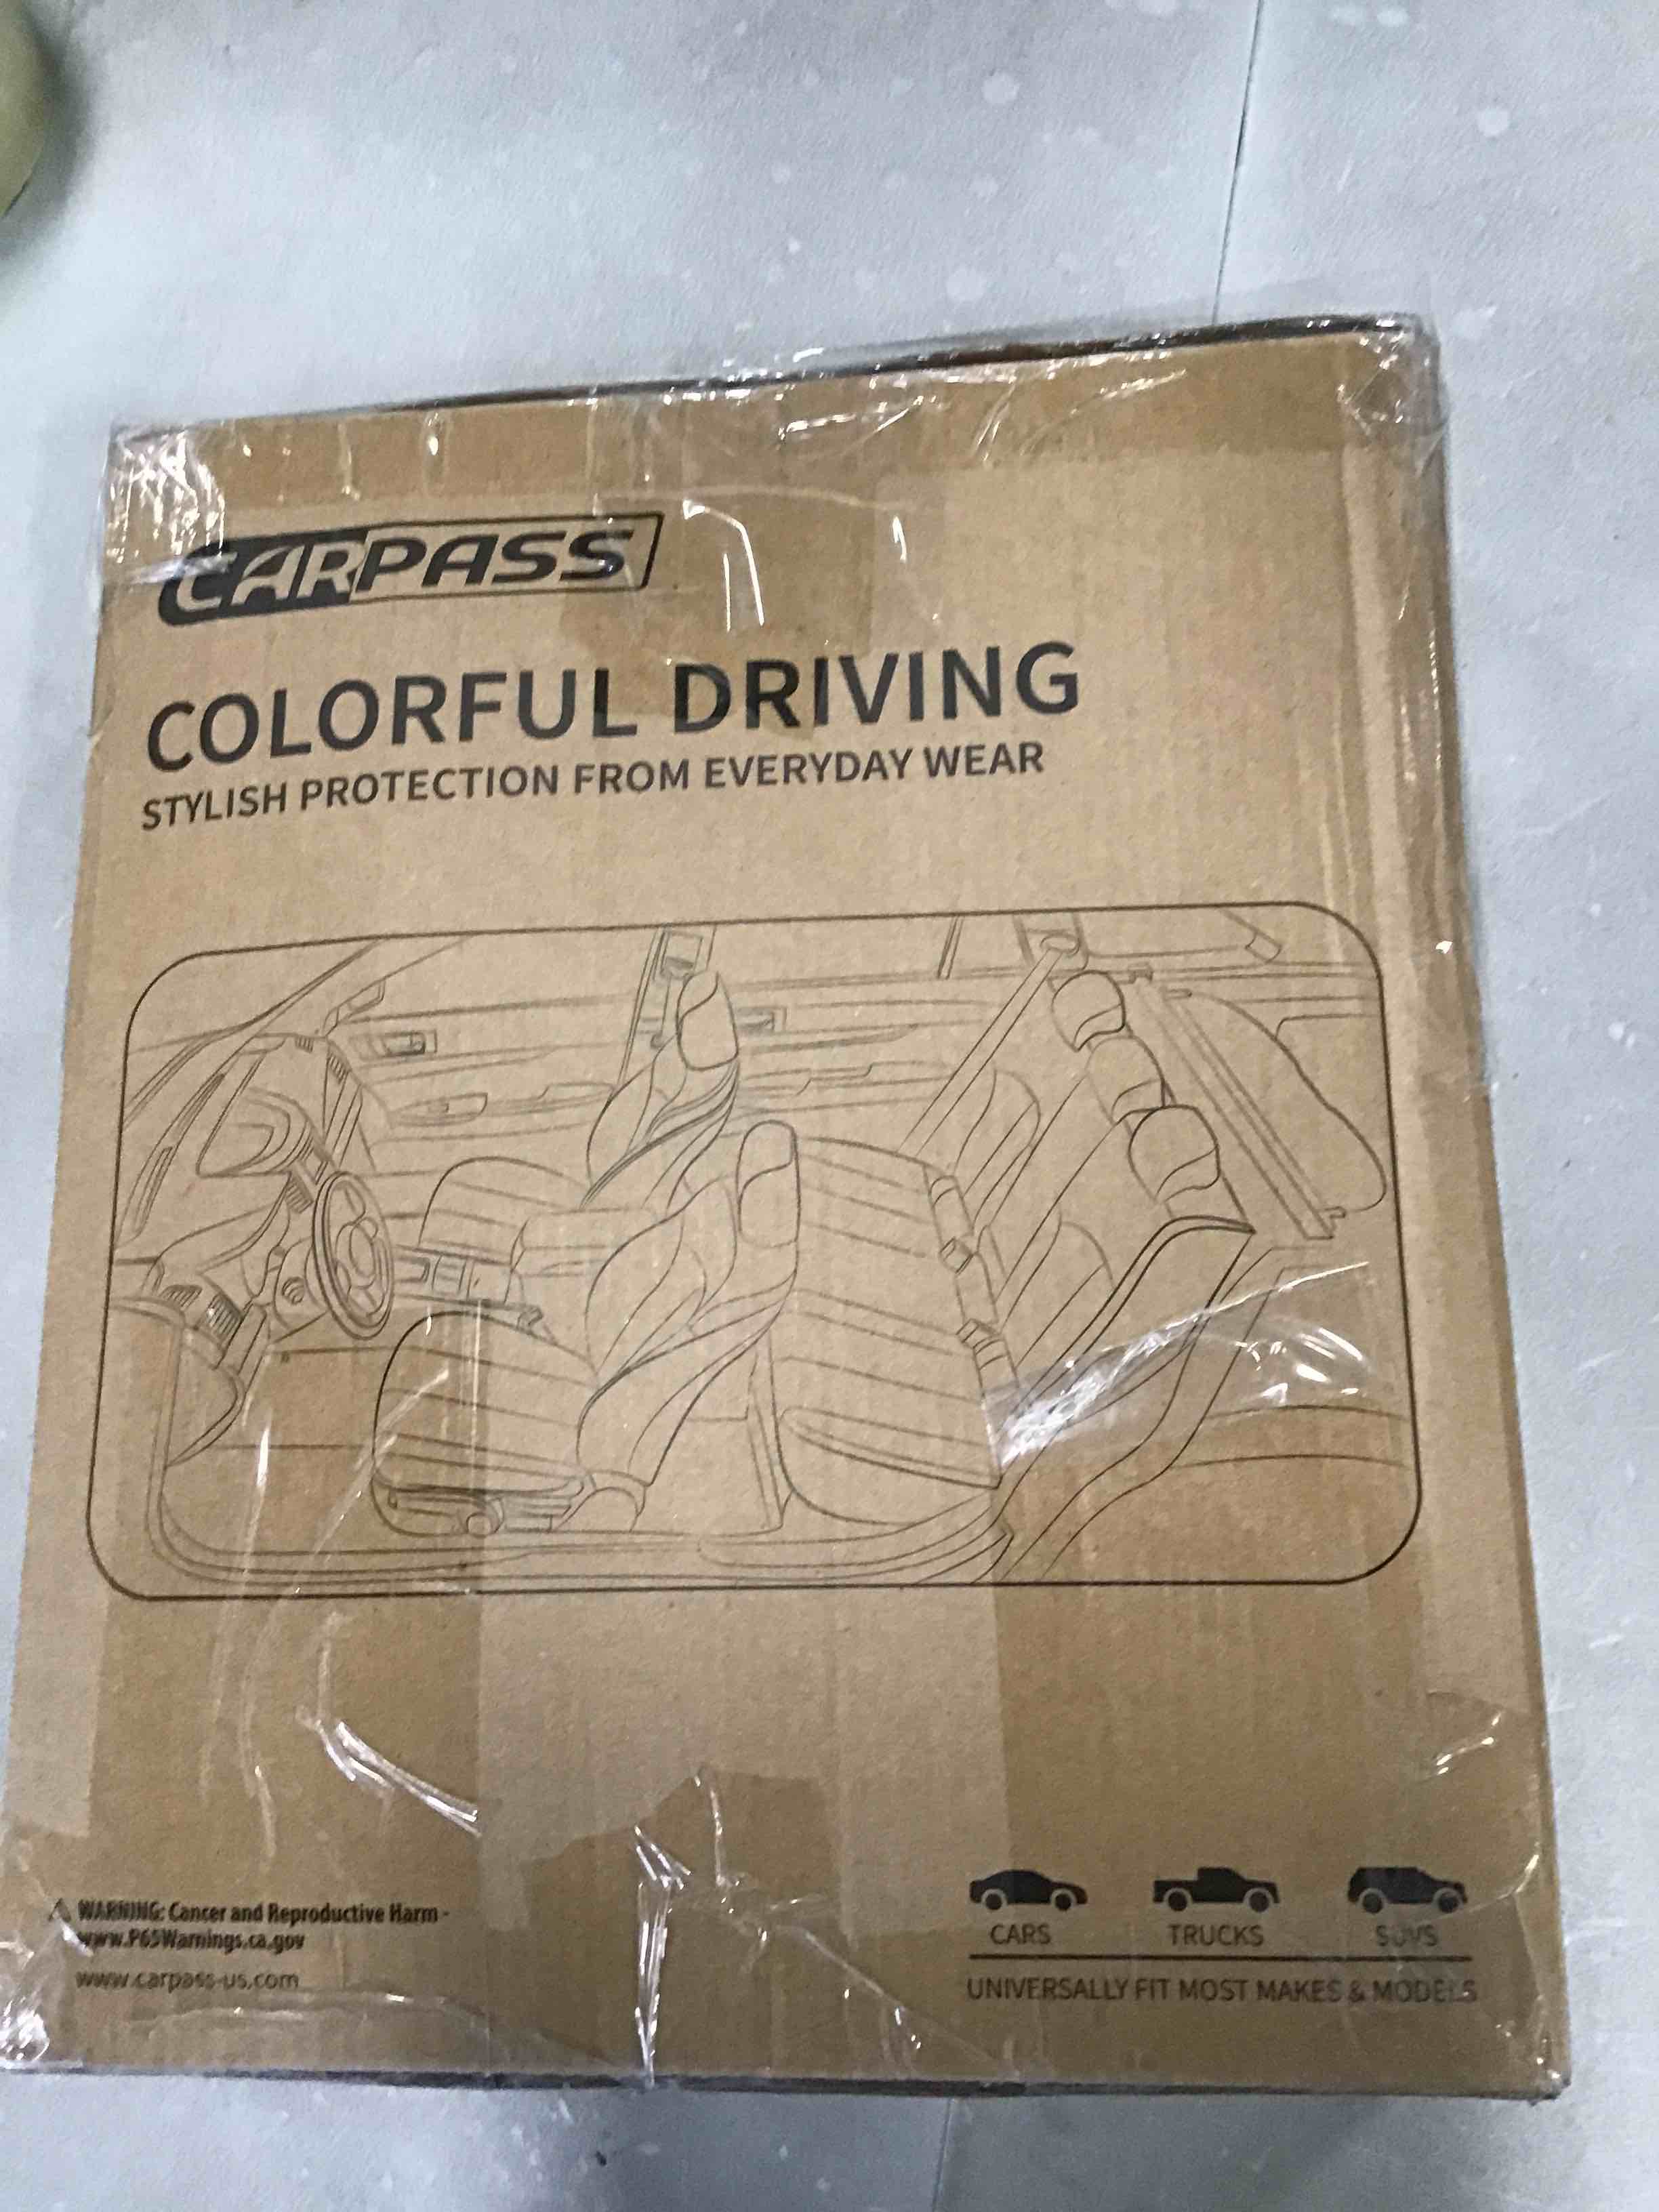 CARPASS
COLORFUL DRIVING
STYLISH PROTECTION FROM EVERYDAY WEAR
WARNING: Cancer and Reproductive Harm -
www.P65Warnings.ca.gov
www.carpass-us.com
CARS TRUCKS SUVS
UNIVERSALLY FIT MOST MAKES & MODELS